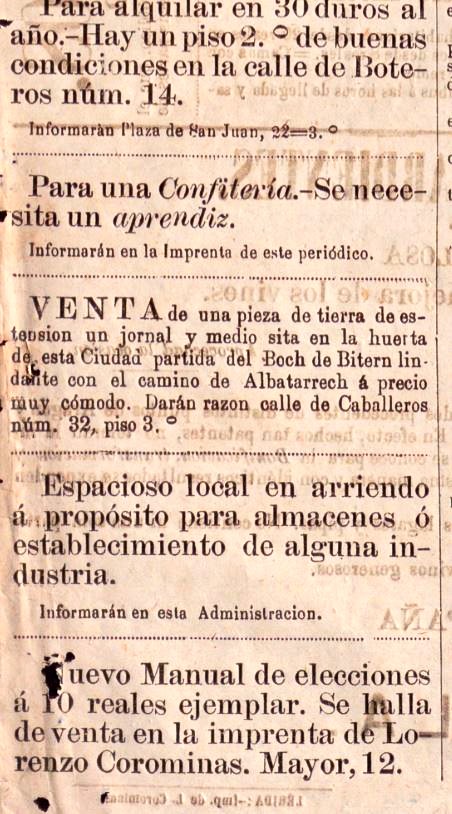 Para alquilar en 30 duros al
año.-Hay un piso 2.º de buenas
condiciones en la calle de Bote-
ros núm. 14.
Informarán Plaza de San Juan, 22=3.º
Para una Confitería.-Se nece-
sita un aprendiz.
Informarán en la Imprenta de este periódico.
VENTA de una pieza de tierra de es-
tension un jornal y medio sita en la huerta
de esta Ciudad partida del Boch de Bitern lin-
dante con el camino de Albatarrech á precio
muy cómodo. Darán razon calle de Caballeros
núm. 32, piso 3.º
Espacioso local en arriendo
á propósito para almacenes ó
establecimiento de alguna in-
dustria.
Informarán en esta Administracion.
Nuevo Manual de elecciones
á 10 reales ejemplar. Se halla
de venta en la imprenta de Lo-
renzo Corominas. Mayor, 12.